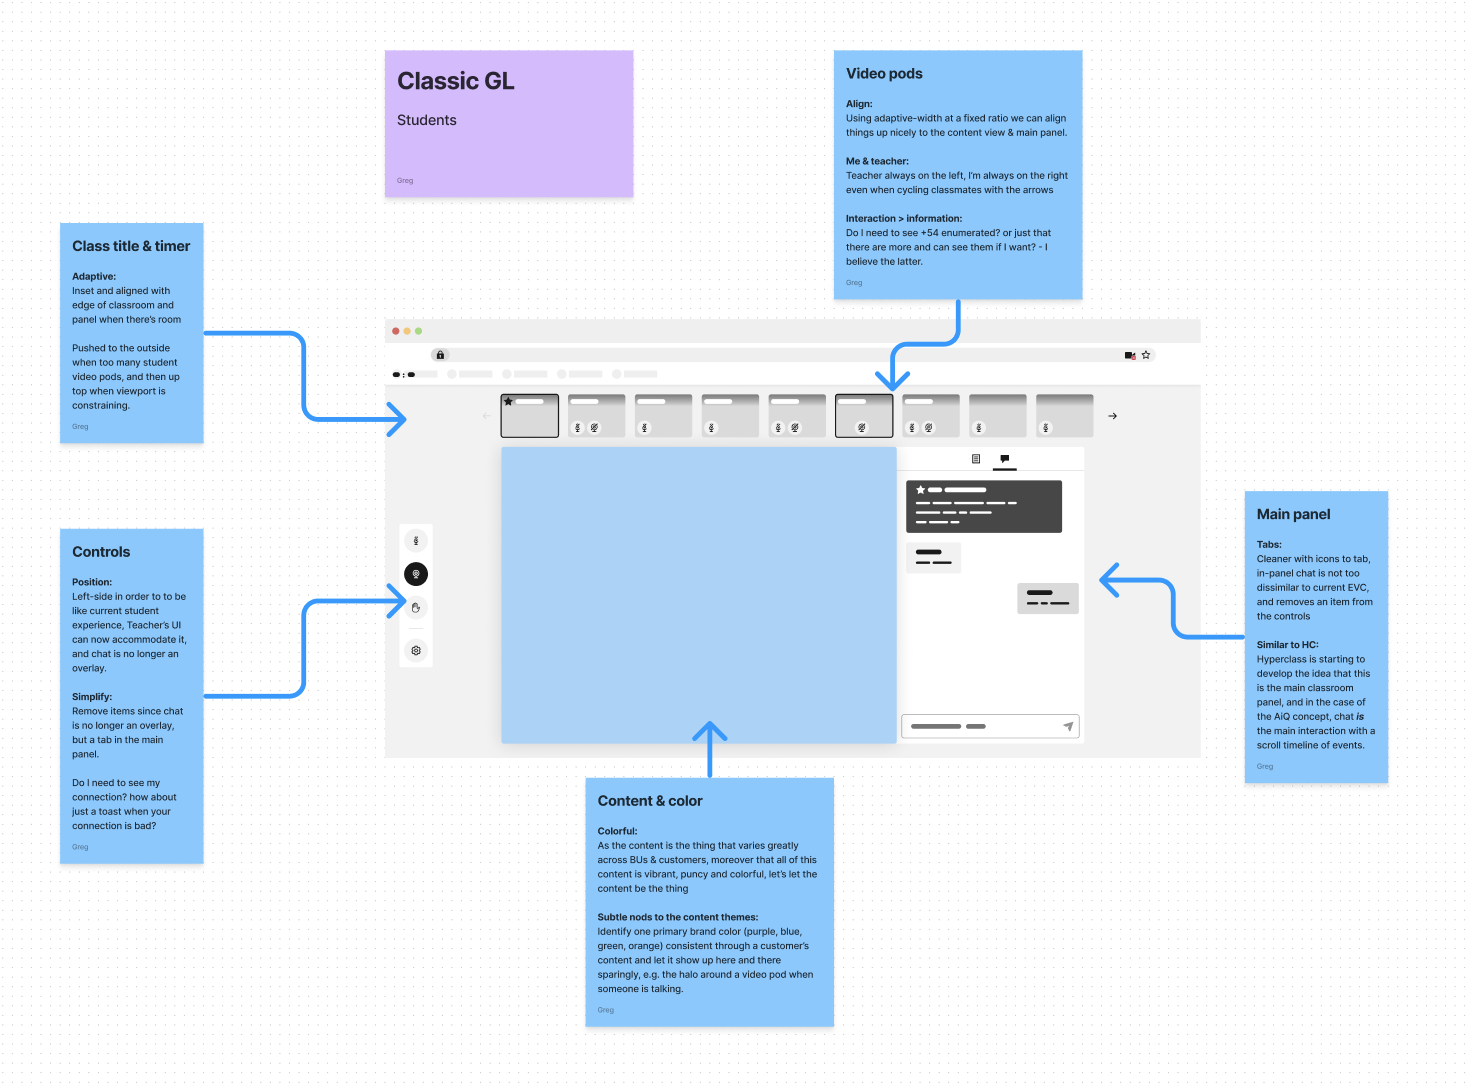 Classic GL
Students
Greg
Video pods
Align:
Using adaptive-width at a fixed ratio we can align
things up nicely to the content view & main panel.
Me & teacher:
Teacher always on the left, I'm always on the right
even when cycling classmates with the arrows
Interaction > information:
Do I need to see +54 enumerated? or just that
there are more and can see them if I want? - I
believe the latter.
Greg
Class title & timer
Adaptive:
Inset and aligned with
edge of classroom and
panel when there's room
Pushed to the outside
when too many student
video pods, and then up
top when viewport is
constraining.
Greg
Controls
Position:
Left-side in order to to be
like current student
experience, Teacher's UI
can now accommodate it,
and chat is no longer an
overlay.
Simplify:
Remove items since chat
is no longer an overlay,
but a tab in the main
panel.
Do I need to see my
connection? how about
just a toast when your
connection is bad?
Greg
Main panel
Tabs:
Cleaner with icons to tab,
in-panel chat is not too
dissimilar to current EVC,
and removes an item from
the controls
Similar to HC:
Hyperclass is starting to
develop the idea that this
is the main classroom
panel, and in the case of
the AiQ concept, chat is
the main interaction with a
scroll timeline of events.
Greg
Content & color
Colorful:
As the content is the thing that varies greatly
across BUs & customers, moreover that all of this
content is vibrant, puncy and colorful, let's let the
content be the thing
Subtle nods to the content themes:
Identify one primary brand color (purple, blue,
green, orange) consistent through a customer's
content and let it show up here and there
sparingly, e.g. the halo around a video pod when
someone is talking.
Greg